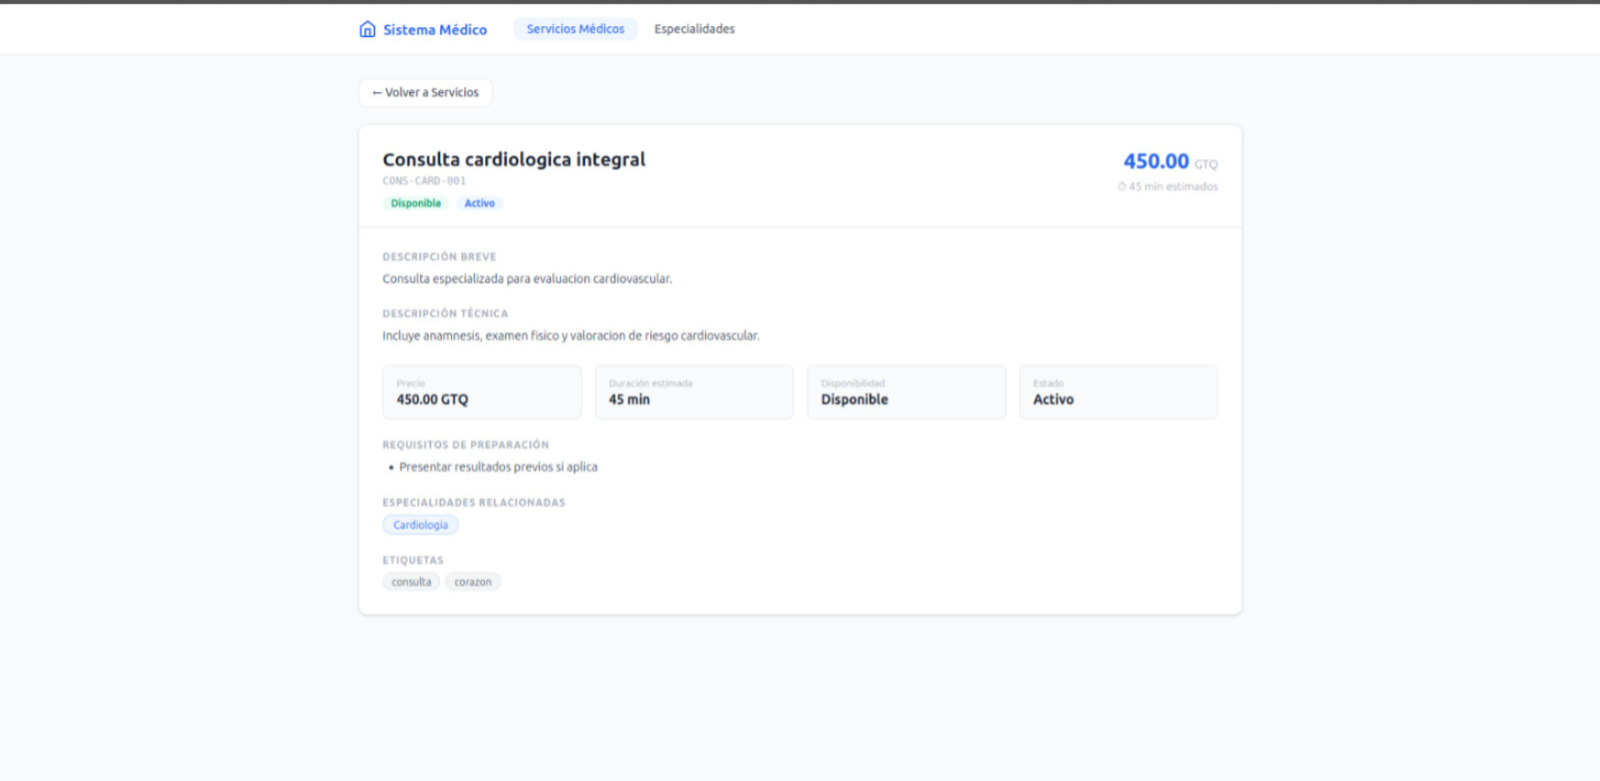 Sistema Médico
Servicios Médicos
Especialidades
← Volver a Servicios
Consulta cardiologica integral
450.00 GTQ
CONS-CARD-001
⏱ 45 min estimados
Disponible
Activo
DESCRIPCIÓN BREVE
Consulta especializada para evaluacion cardiovascular.
DESCRIPCIÓN TÉCNICA
Incluye anamnesis, examen fisico y valoracion de riesgo cardiovascular.
Precio
450.00 GTQ
Duración estimada
45 min
Disponibilidad
Disponible
Estado
Activo
REQUISITOS DE PREPARACIÓN
• Presentar resultados previos si aplica
ESPECIALIDADES RELACIONADAS
Cardiologia
ETIQUETAS
consulta
corazon